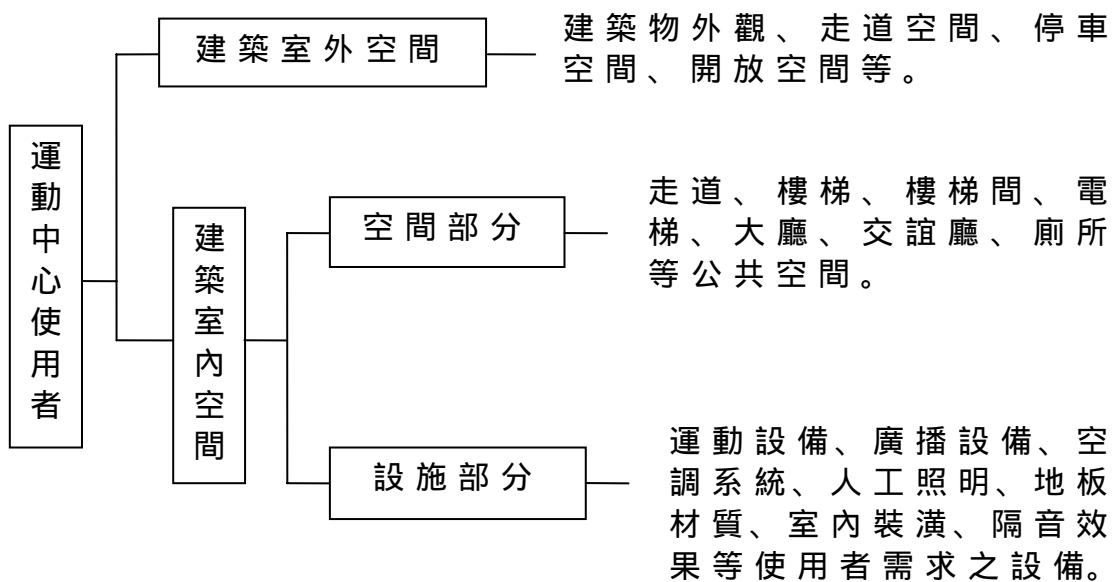 建築室外空間
建築物外觀、走道空間、停車
空間、開放空間等。
運動中心使用者
建築室內空間
空間部分
走道、樓梯、樓梯間、電
梯、大廳、交誼廳、廁所
等公共空間。
設施部分
運動設備、廣播設備、空
調系統、人工照明、地板
材質、室內裝潢、隔音效
果等使用者需求之設備。